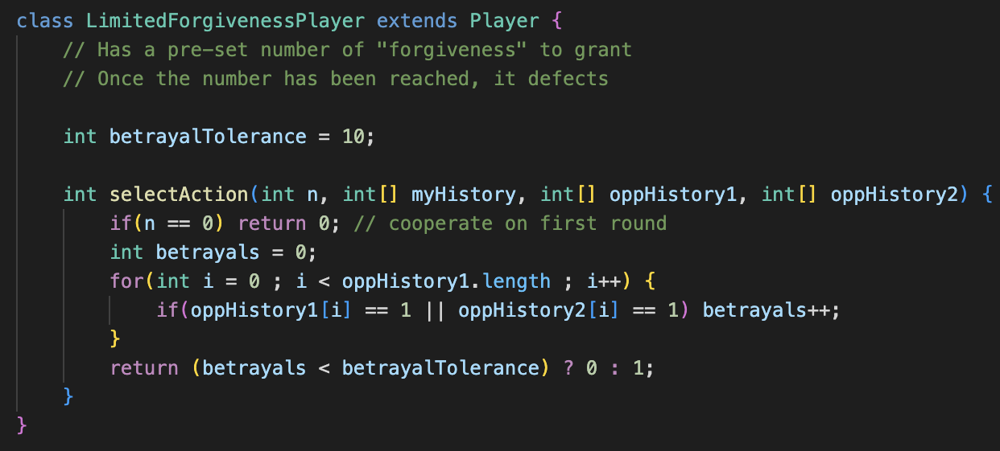 class LimitedForgivenessPlayer extends Player {
    // Has a pre-set number of "forgiveness" to grant
    // Once the number has been reached, it defects

    int betrayalTolerance = 10;

    int selectAction(int n, int[] myHistory, int[] oppHistory1, int[] oppHistory2) {
        if(n == 0) return 0; // cooperate on first round
        int betrayals = 0;
        for(int i = 0 ; i < oppHistory1.length ; i++) {
            if(oppHistory1[i] == 1 || oppHistory2[i] == 1) betrayals++;
        }
        return (betrayals < betrayalTolerance) ? 0 : 1;
    }
}